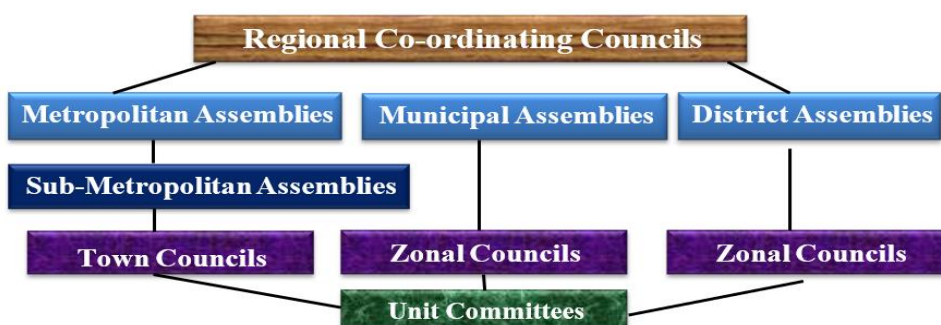 Regional Co-ordinating Councils
Metropolitan Assemblies
Municipal Assemblies
District Assemblies
Sub-Metropolitan Assemblies
Town Councils
Zonal Councils
Zonal Councils
Unit Committees